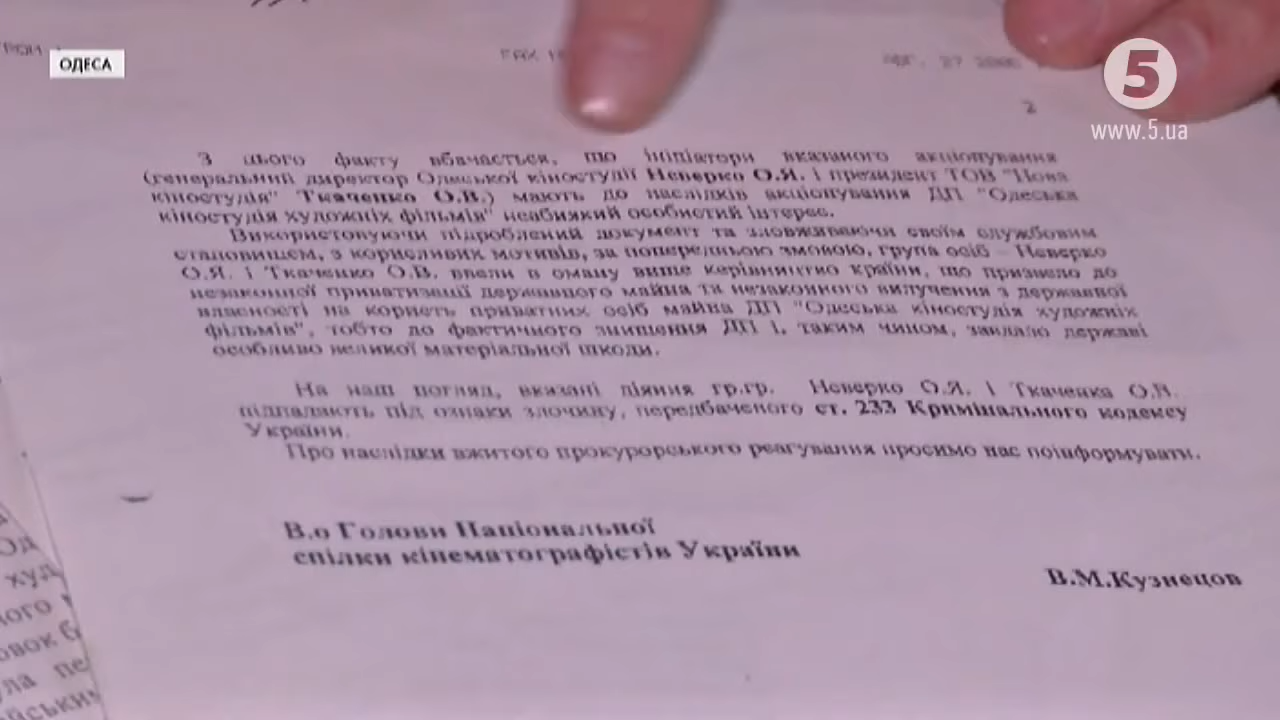 ОДЕСА
5
www.5.ua
2
З цього факту вбачається, що ініціатори вказаного акціонування
(генеральний директор Одеської кіностудії Неверко О.Я. і президент ТОВ "Нова
кіностудія" Ткаченко О.В.) мають до наслідків акціонування ДП "Одеська
кіностудія художніх фільмів" неабиякий особистий інтерес.
Використовуючи підроблений документ та зловживаючи своїм службовим
становищем, з корисливих мотивів, за попередньою змовою, група осіб – Неверко
О.Я. і Ткаченко О.В. ввели в оману вище керівництво країни, що призвело до
незаконної приватизації державного майна та незаконного вилучення з державної
власності на користь приватних осіб майна ДП "Одеська кіностудія художніх
фільмів", тобто до фактичного знищення ДП і, таким чином, завдало державі
особливо великої матеріальної шкоди.
На наш погляд, вказані діяння гр.гр. Неверко О.Я. і Ткаченка О.В.
підпадають під ознаки злочину, передбаченого ст. 233 Кримінального кодексу
України.
Про наслідки вжитого прокурорського реагування просимо нас поінформувати.
В.о Голови Національної
спілки кінематографістів України
В.М.Кузнецов